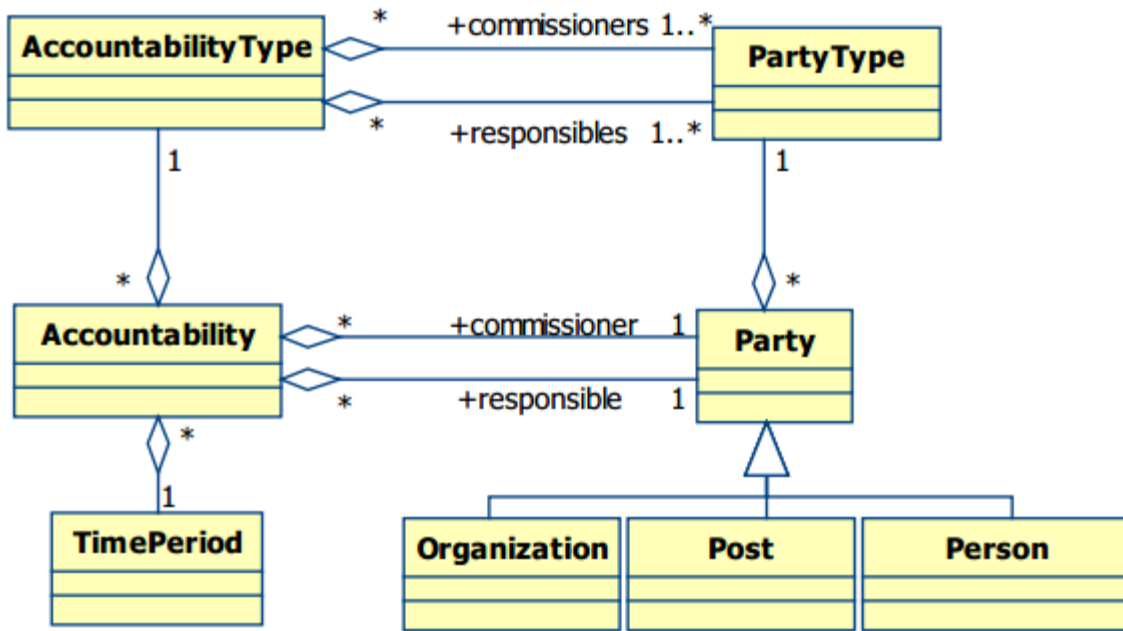 * +commissioners 1..*
AccountabilityType
PartyType
* +responsibles 1..*
1 1
* *
Accountability * +commissioner 1 Party
* +responsible 1
*
1
TimePeriod Organization Post Person